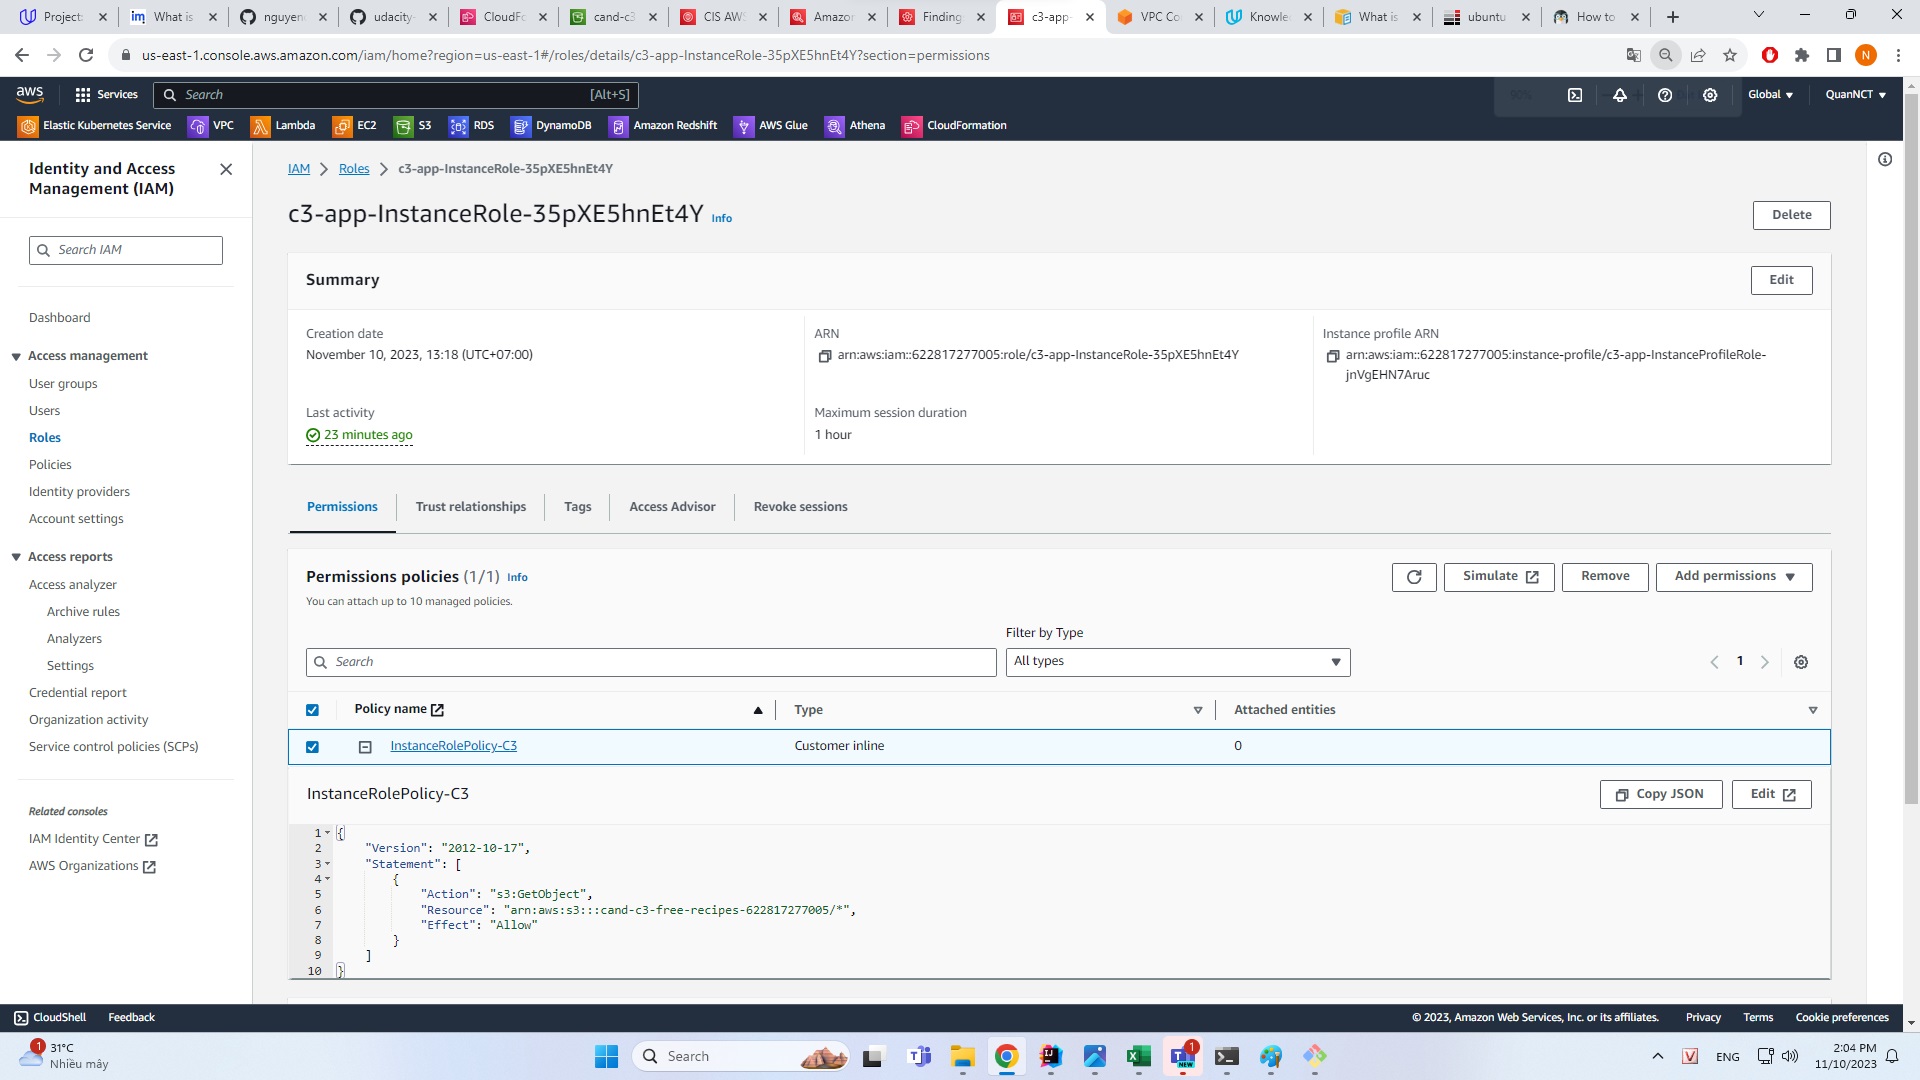 Project:
What is
nguyen
udacity-
CloudFo
cand-c3
CIS AWS
Amazon
Finding
c3-app-
VPC Co
Knowle
What is
ubuntu
How to
us-east-1.console.aws.amazon.com/iam/home?region=us-east-1#/roles/details/c3-app-InstanceRole-35pXE5hnEt4Y?section=permissions
aws
Services
Search
[Alt+S]
90%
Global
QuanNCT
Elastic Kubernetes Service
VPC
Lambda
EC2
S3
RDS
DynamoDB
Amazon Redshift
AWS Glue
Athena
CloudFormation
Identity and Access
Management (IAM)
Search IAM
Dashboard
Access management
User groups
Users
Roles
Policies
Identity providers
Account settings
Access reports
Access analyzer
Archive rules
Analyzers
Settings
Credential report
Organization activity
Service control policies (SCPs)
Related consoles
IAM Identity Center
AWS Organizations
IAM > Roles > c3-app-InstanceRole-35pXE5hnEt4Y
c3-app-InstanceRole-35pXE5hnEt4Y Info
Delete
Summary
Edit
Creation date
November 10, 2023, 13:18 (UTC+07:00)
ARN
arn:aws:iam::622817277005:role/c3-app-InstanceRole-35pXE5hnEt4Y
Instance profile ARN
arn:aws:iam::622817277005:instance-profile/c3-app-InstanceProfileRole-
jnVgEHN7Aruc
Last activity
23 minutes ago
Maximum session duration
1 hour
Permissions
Trust relationships
Tags
Access Advisor
Revoke sessions
Permissions policies (1/1) Info
You can attach up to 10 managed policies.
Simulate
Remove
Add permissions
Filter by Type
Search
All types
1
Policy name
Type
Attached entities
InstanceRolePolicy-C3
Customer inline
0
InstanceRolePolicy-C3
Copy JSON
Edit
1 {
2 "Version": "2012-10-17",
3 "Statement": [
4 {
5 "Action": "s3:GetObject",
6 "Resource": "arn:aws:s3:::cand-c3-free-recipes-622817277005/*",
7 "Effect": "Allow"
8 }
9 ]
10 }
CloudShell
Feedback
© 2023, Amazon Web Services, Inc. or its affiliates.
Privacy
Terms
Cookie preferences
1
31°C
Nhiều mây
Search
1
NEW
V
ENG
2:04 PM
11/10/2023